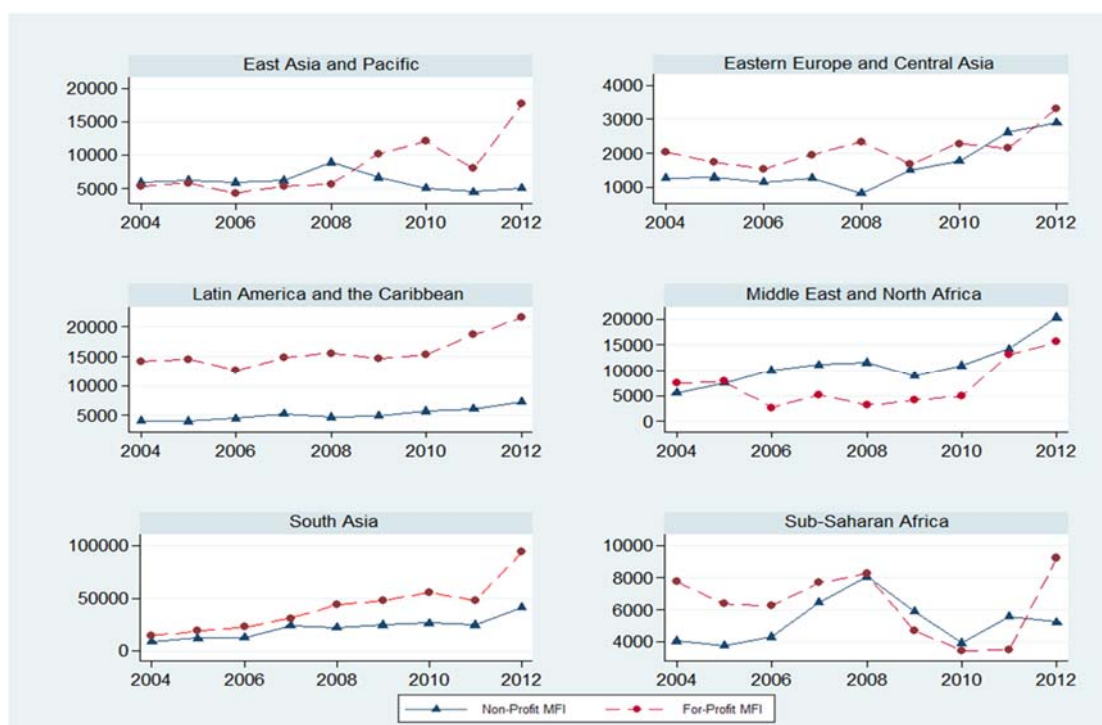 East Asia and Pacific
20000
15000
10000
5000
2004 2006 2008 2010 2012
Eastern Europe and Central Asia
4000
3000
2000
1000
2004 2006 2008 2010 2012
Latin America and the Caribbean
20000
15000
10000
5000
2004 2006 2008 2010 2012
Middle East and North Africa
20000
15000
10000
5000
0
2004 2006 2008 2010 2012
South Asia
100000
50000
0
2004 2006 2008 2010 2012
Sub-Saharan Africa
10000
8000
6000
4000
2004 2006 2008 2010 2012
Non-Profit MFI For-Profit MFI